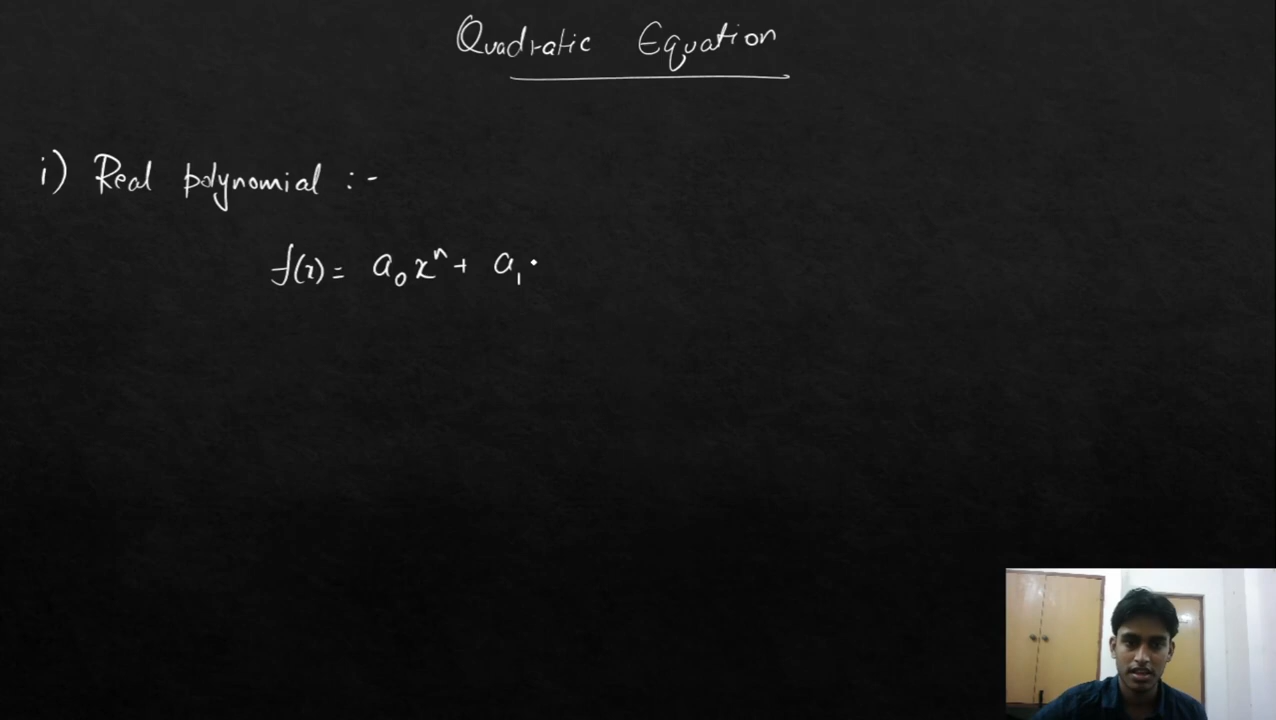 Quadratic Equation
i) Real polynomial :-
f(x) = a₀xⁿ + a₁